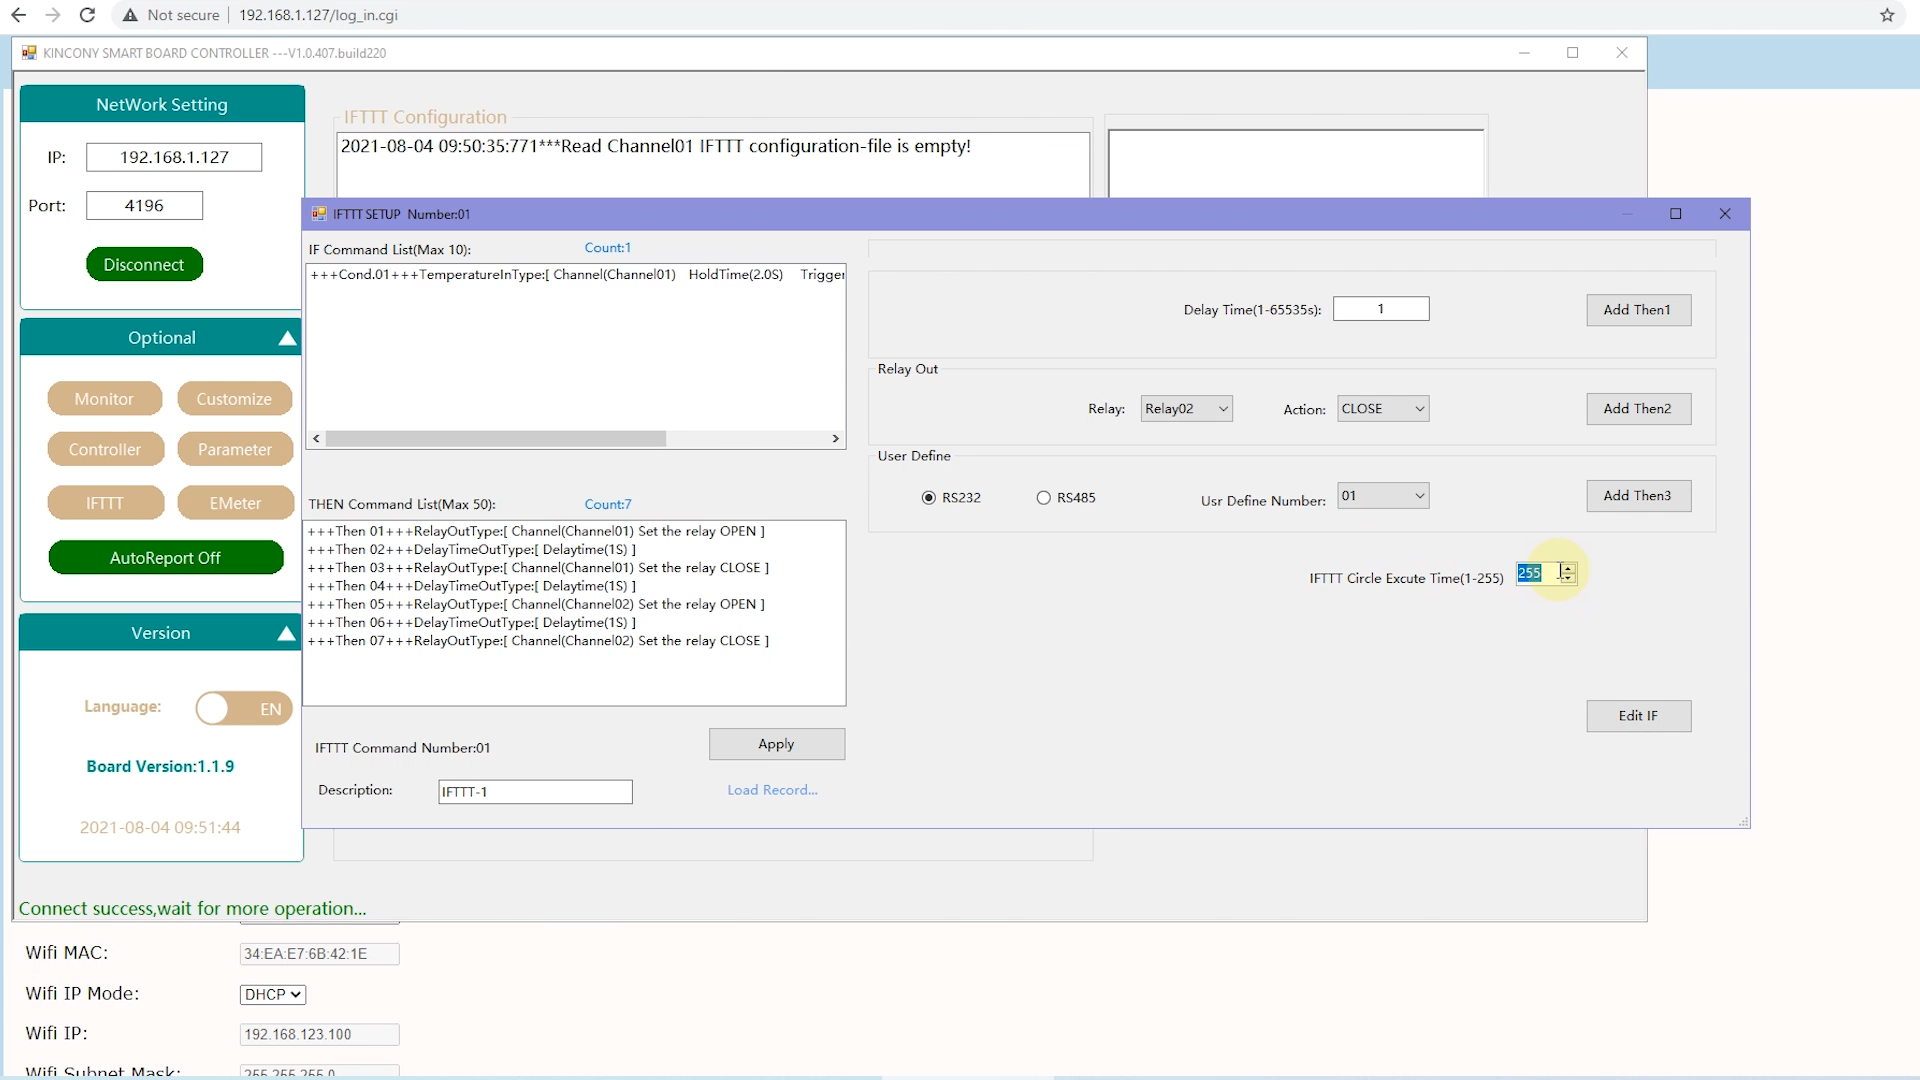 Not secure | 192.168.1.127/log_in.cgi
KINCONY SMART BOARD CONTROLLER ---V1.0.407.build220
NetWork Setting
IP: 192.168.1.127
Port: 4196
Disconnect
Optional
Monitor Customize
Controller Parameter
IFTTT EMeter
AutoReport Off
Version
Language: EN
Board Version:1.1.9
2021-08-04 09:51:44
IFTTT Configuration
2021-08-04 09:50:35:771***Read Channel01 IFTTT configuration-file is empty!
IFTTT SETUP Number:01
IF Command List(Max 10): Count:1
+++Cond.01+++TemperatureInType:[ Channel(Channel01) HoldTime(2.0S) Trigger
THEN Command List(Max 50): Count:7
+++Then 01+++RelayOutType:[ Channel(Channel01) Set the relay OPEN ]
+++Then 02+++DelayTimeOutType:[ Delaytime(1S) ]
+++Then 03+++RelayOutType:[ Channel(Channel01) Set the relay CLOSE ]
+++Then 04+++DelayTimeOutType:[ Delaytime(1S) ]
+++Then 05+++RelayOutType:[ Channel(Channel02) Set the relay OPEN ]
+++Then 06+++DelayTimeOutType:[ Delaytime(1S) ]
+++Then 07+++RelayOutType:[ Channel(Channel02) Set the relay CLOSE ]
IFTTT Command Number:01
Apply
Description: IFTTT-1
Load Record...
Delay Time(1-65535s): 1 Add Then1
Relay Out
Relay: Relay02 Action: CLOSE Add Then2
User Define
RS232 RS485 Usr Define Number: 01 Add Then3
IFTTT Circle Excute Time(1-255) 255
Edit IF
Connect success,wait for more operation...
Wifi MAC: 34:EA:E7:6B:42:1E
Wifi IP Mode: DHCP
Wifi IP: 192.168.123.100
Wifi Subnet Mask: 255.255.255.0